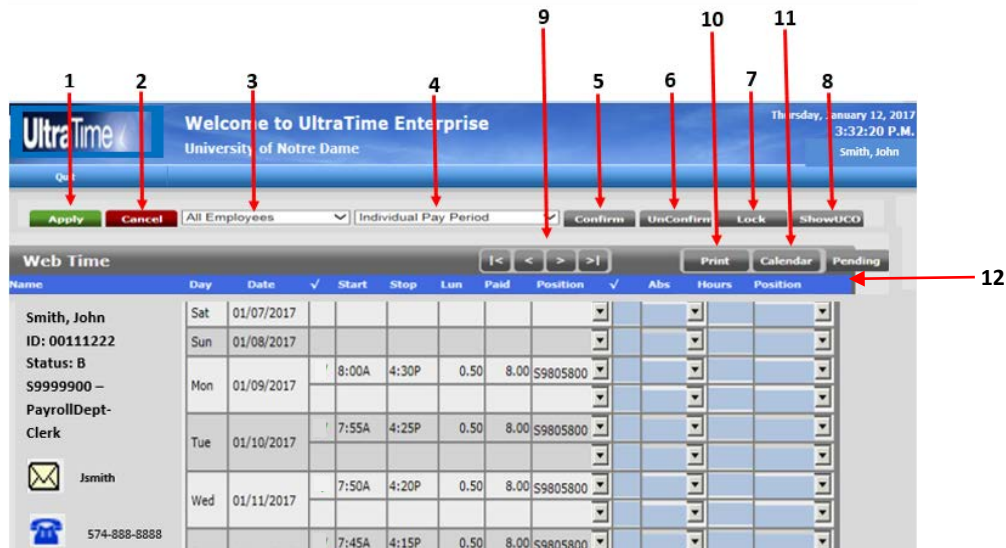 9 10 11
1 2 3 4 5 6 7 8
UltraTime Welcome to UltraTime Enterprise Thursday, January 12, 2017
University of Notre Dame 3:32:20 P.M.
Smith, John
Quit
Apply Cancel All Employees Individual Pay Period Confirm UnConfirm Lock ShowUCO
Web Time |< < > >| Print Calendar Pending
12
Name Day Date √ Start Stop Lun Paid Position √ Abs Hours Position
Smith, John Sat 01/07/2017
ID: 00111222 Sun 01/08/2017
Status: B
S9999900 – Mon 01/09/2017 8:00A 4:30P 0.50 8.00 S9805800
PayrollDept-
Clerk Tue 01/10/2017 7:55A 4:25P 0.50 8.00 S9805800
Jsmith Wed 01/11/2017 7:50A 4:20P 0.50 8.00 S9805800
574-888-8888 7:45A 4:15P 0.50 8.00 S9805800